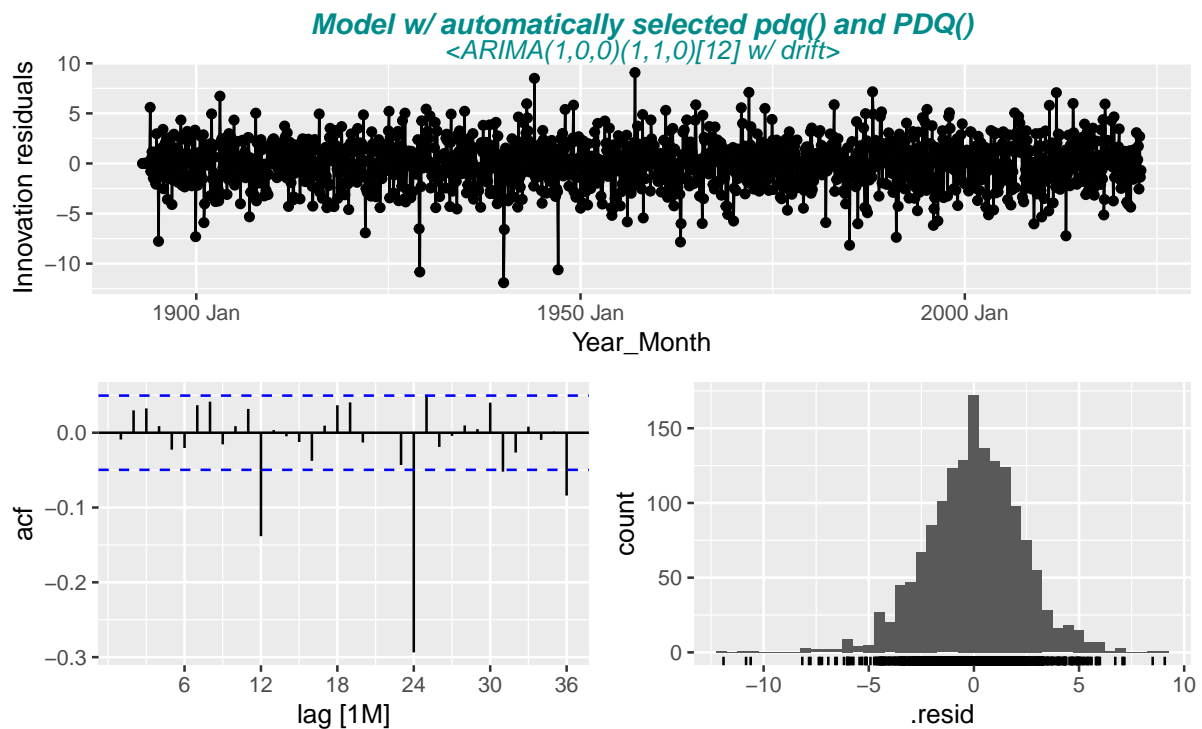 Model w/ automatically selected pdq() and PDQ()
<ARIMA(1,0,0)(1,1,0)[12] w/ drift>
Innovation residuals
10
5
0
−5
−10
1900 Jan 1950 Jan 2000 Jan
Year_Month
acf
0.0
−0.1
−0.2
−0.3
6 12 18 24 30 36
lag [1M]
count
150
100
50
0
−10 −5 0 5 10
.resid